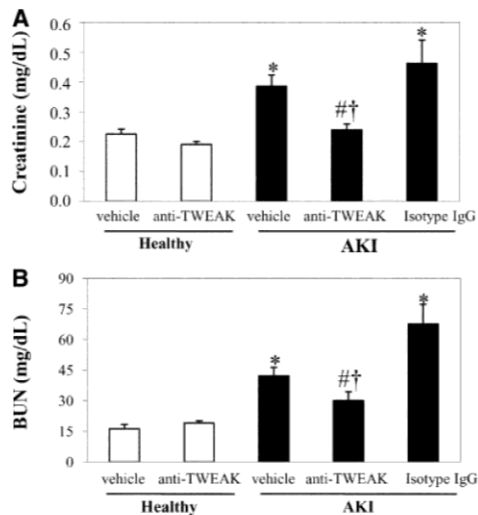 A
Creatinine (mg/dL)
0.6
0.5
0.4
0.3
0.2
0.1
0.0
*
*
#†
vehicle anti-TWEAK vehicle anti-TWEAK Isotype IgG
Healthy AKI
B
BUN (mg/dL)
90
75
60
45
30
15
0
*
*
#†
vehicle anti-TWEAK vehicle anti-TWEAK Isotype IgG
Healthy AKI